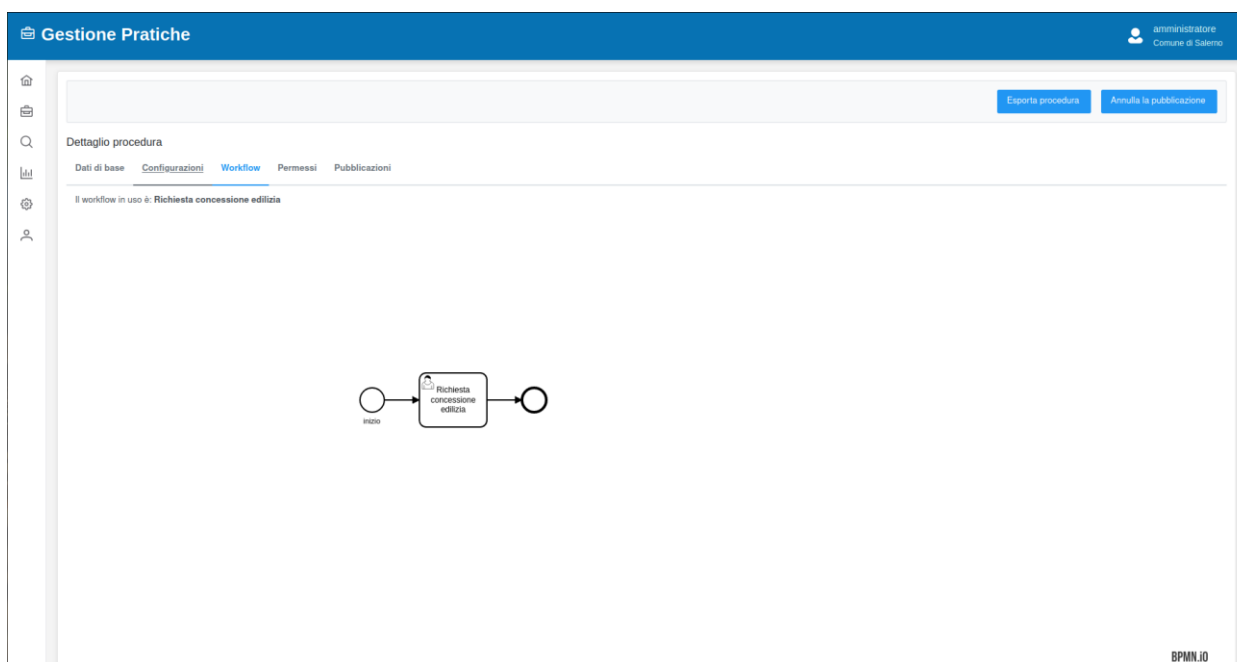 Gestione Pratiche
amministratore
Comune di Salerno
Esporta procedura
Annulla la pubblicazione
Dettaglio procedura
Dati di base Configurazioni Workflow Permessi Pubblicazioni
Il workflow in uso è: Richiesta concessione edilizia
Richiesta
concessione
edilizia
inizio
BPMN.iO